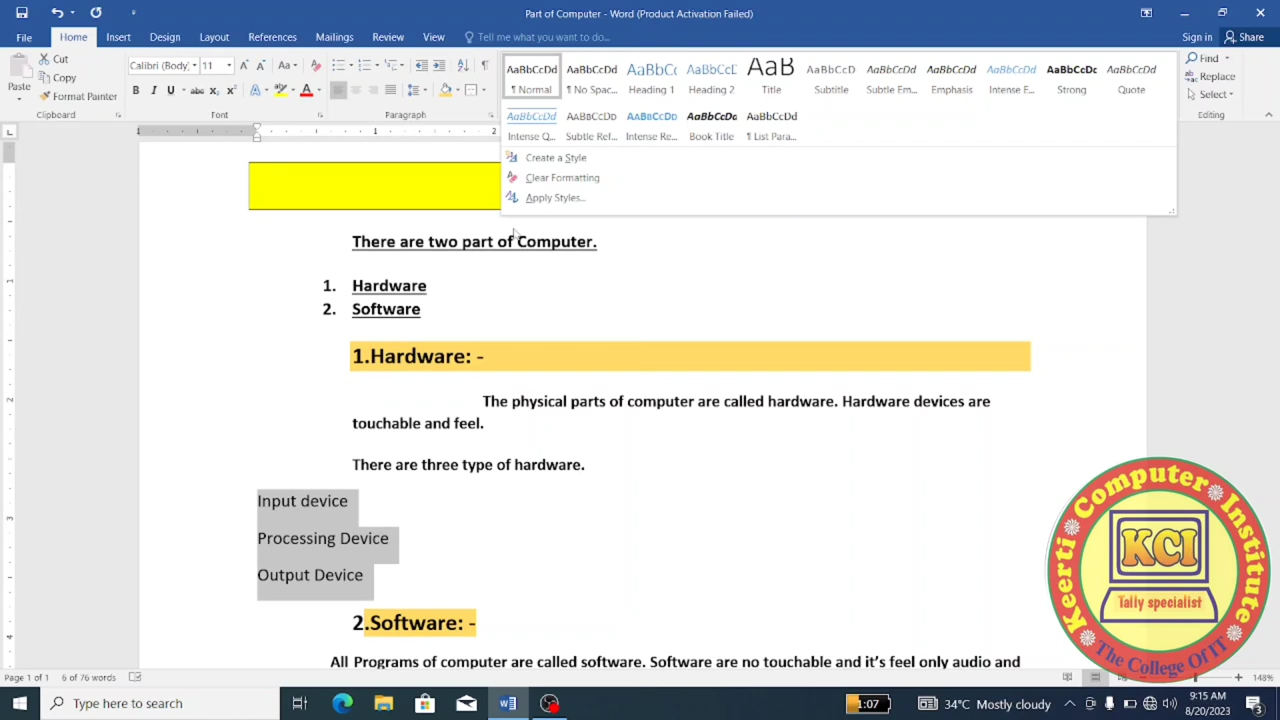 Part of Computer - Word (Product Activation Failed)
File Home Insert Design Layout References Mailings Review View Tell me what you want to do... Sign in Share
Cut
Copy
Format Painter
Paste
Clipboard
Calibri (Body) 11 Aa
B I U abc X₂ X² A A
Font
Paragraph
AaBbCcDd AaBbCcDd AaBbCc AaBbCcC AaB AaBbCcD AaBbCcDd AaBbCcDd AaBbCcDd AaBbCcDc AaBbCcDd
¶ Normal ¶ No Spac... Heading 1 Heading 2 Title Subtitle Subtle Em... Emphasis Intense E... Strong Quote
AaBbCcDd AaBbCcDd AaBbCcDd AaBbCcDd AaBbCcDd
Intense Q... Subtle Ref... Intense Re... Book Title ¶ List Para...
Create a Style
Clear Formatting
Apply Styles...
Find
Replace
Select
Editing
There are two part of Computer.
1. Hardware
2. Software
1.Hardware: -
The physical parts of computer are called hardware. Hardware devices are
touchable and feel.
There are three type of hardware.
Input device
Processing Device
Output Device
2.Software: -
All Programs of computer are called software. Software are no touchable and it's feel only audio and
Keerti Computer Institute
KCI
Tally specialist
The College Of IT
Page 1 of 1 6 of 76 words 148%
Type here to search
1:07
34°C Mostly cloudy
9:15 AM
8/20/2023
3